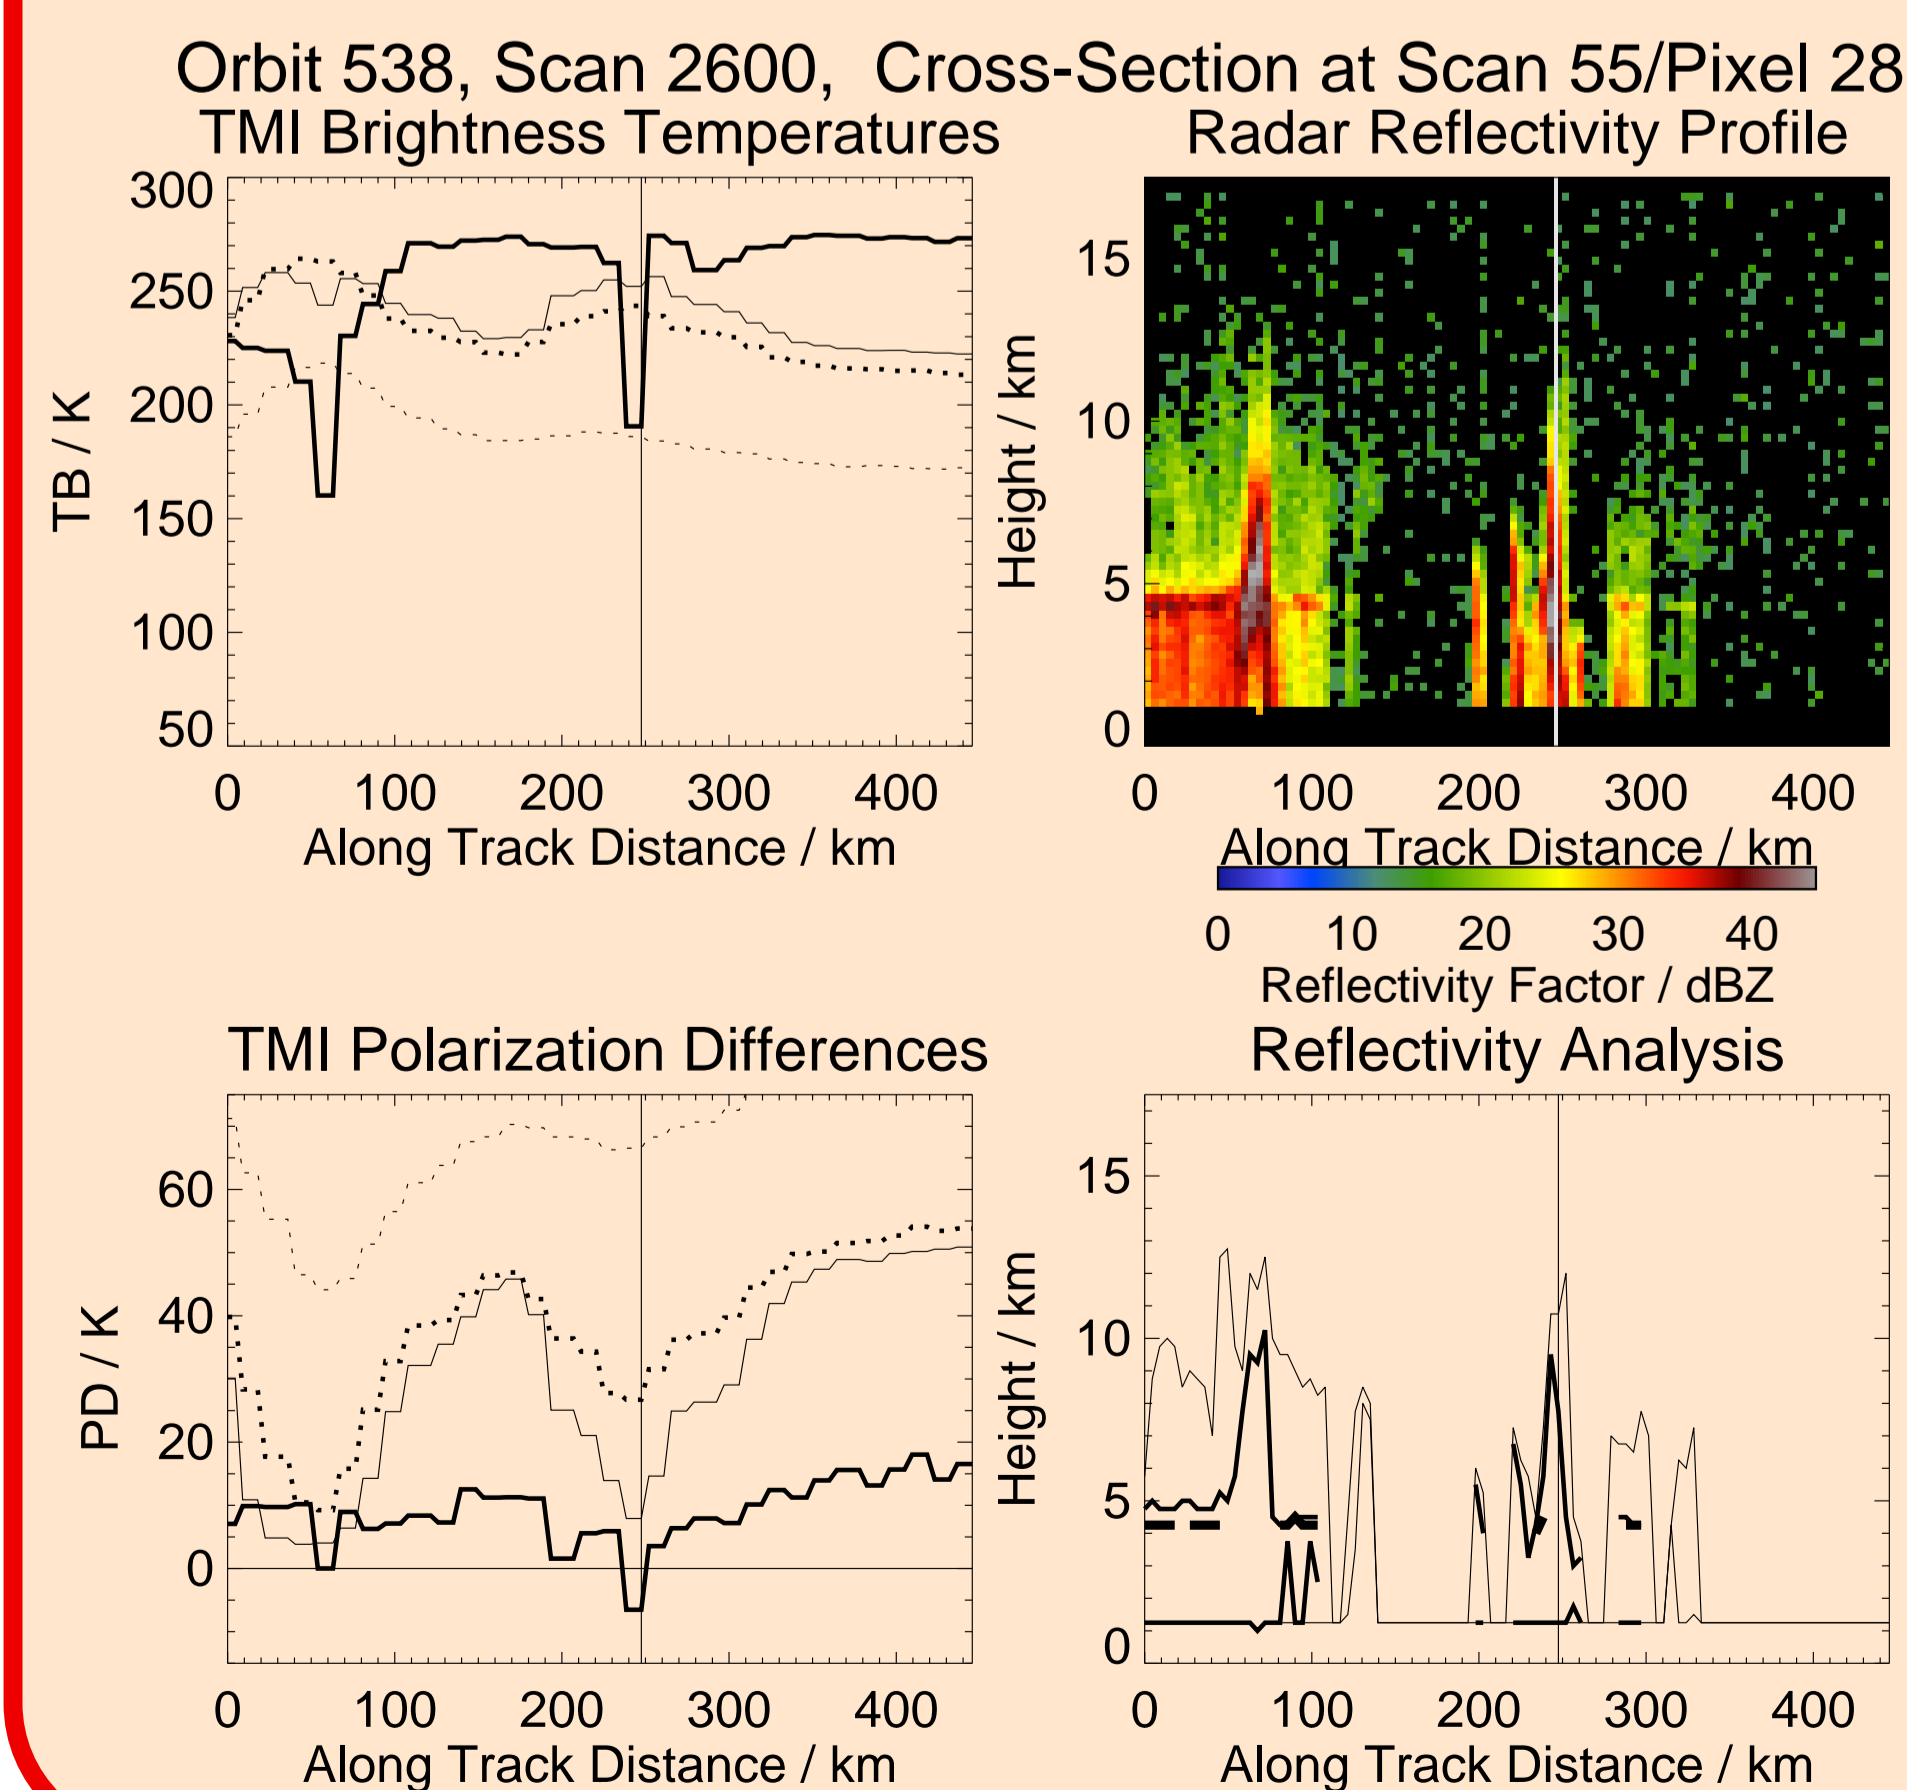 Orbit 538, Scan 2600,  Cross-Section at Scan 55/Pixel 28
TMI Brightness Temperatures
300
250
200
150
100
50
TB / K
0 100 200 300 400
Along Track Distance / km
Radar Reflectivity Profile
15
10
5
0
Height / km
0 100 200 300 400
Along Track Distance / km
0 10 20 30 40
Reflectivity Factor / dBZ
TMI Polarization Differences
60
40
20
0
PD / K
0 100 200 300 400
Along Track Distance / km
Reflectivity Analysis
15
10
5
0
Height / km
0 100 200 300 400
Along Track Distance / km